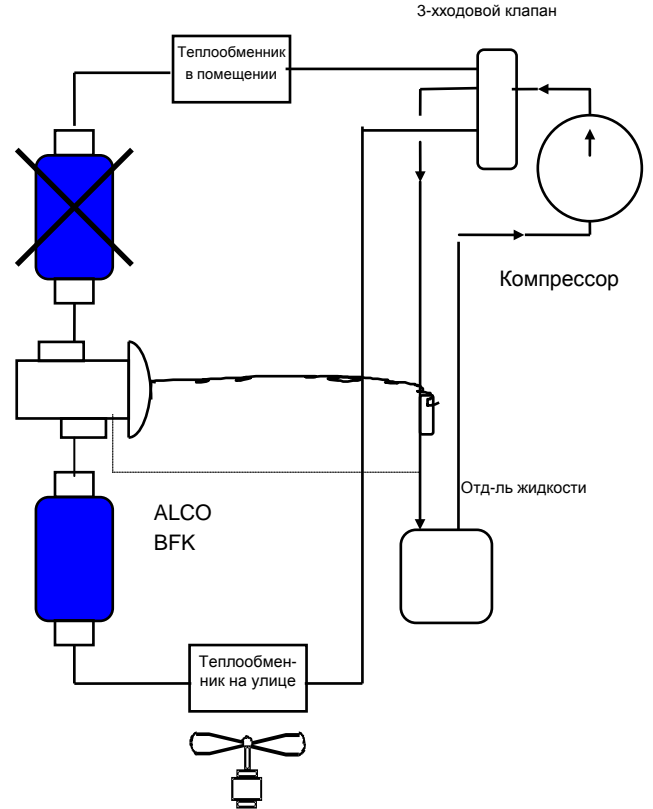 3-хходовой клапан
Теплообменник
в помещении
Компрессор
Отд-ль жидкости
ALCO
BFK
Теплообмен-
ник на улице